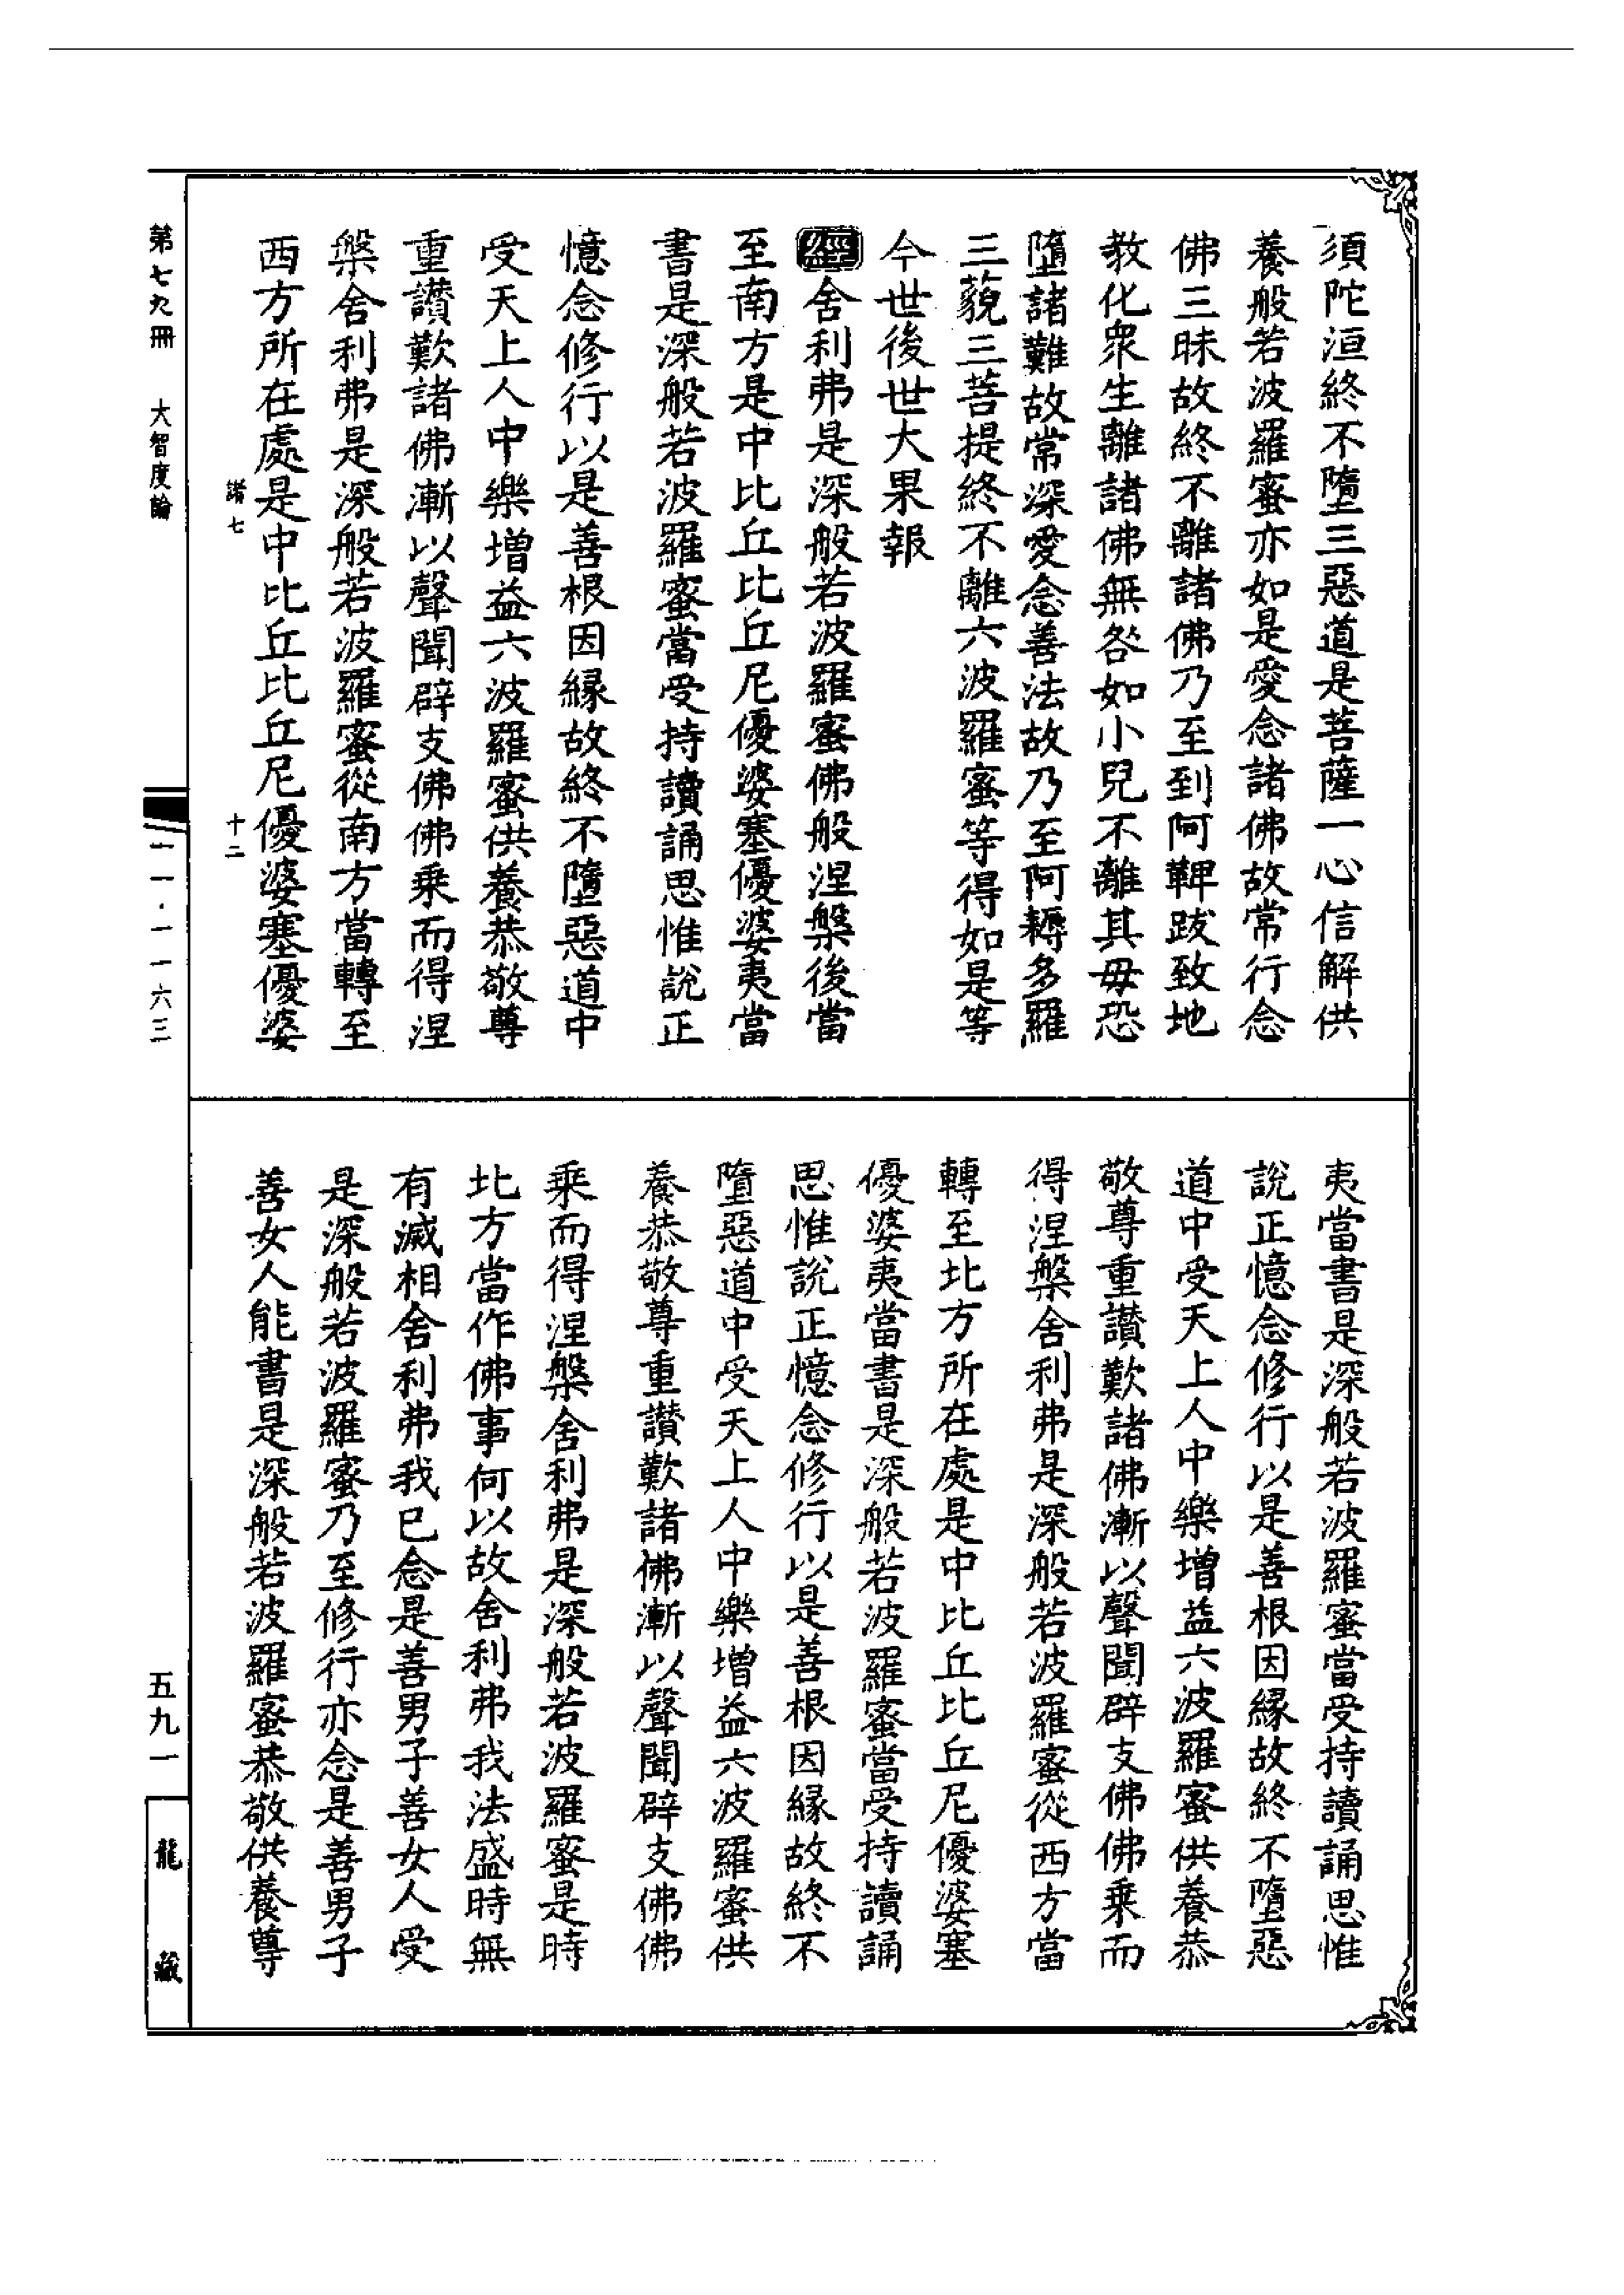 須陀洹終不墮三惡道是菩薩一心信解供
養般若波羅蜜亦如是愛念諸佛故常行念
佛三昧故終不離諸佛乃至到阿鞞跋致地
教化衆生離諸佛無咎如小兒不離其母恐
墮諸難故常深愛念善法故乃至阿耨多羅
三藐三菩提終不離六波羅蜜等得如是等
今世後世大果報
經舍利弗是深般若波羅蜜佛般涅槃後當
至南方是中比丘比丘尼優婆塞優婆夷當
書是深般若波羅蜜當受持讀誦思惟說正
憶念修行以是善根因緣故終不墮惡道中
受天上人中樂增益六波羅蜜供養恭敬尊
重讚歎諸佛漸以聲聞辟支佛佛乘而得涅
槃舍利弗是深般若波羅蜜從南方當轉至
西方所在處是中比丘比丘尼優婆塞優婆
夷當書是深般若波羅蜜當受持讀誦思惟
說正憶念修行以是善根因緣故終不墮惡
道中受天上人中樂增益六波羅蜜供養恭
敬尊重讚歎諸佛漸以聲聞辟支佛佛乘而
得涅槃舍利弗是深般若波羅蜜從西方當
轉至北方所在處是中比丘比丘尼優婆塞
優婆夷當書是深般若波羅蜜當受持讀誦
思惟說正憶念修行以是善根因緣故終不
墮惡道中受天上人中樂增益六波羅蜜供
養恭敬尊重讚歎諸佛漸以聲聞辟支佛佛
乘而得涅槃舍利弗是深般若波羅蜜是時
北方當作佛事何以故舍利弗我法盛時無
有滅相舍利弗我已念是善男子善女人受
是深般若波羅蜜乃至修行亦念是善男子
善女人能書是深般若波羅蜜恭敬供養尊
諸七 十二
第七九冊 大智度論
一一·一一六三
五九一
龍藏